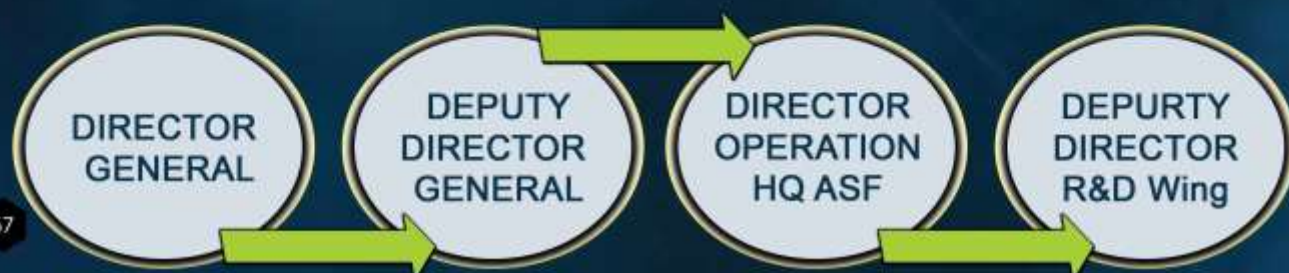 DIRECTOR
GENERAL
DEPUTY
DIRECTOR
GENERAL
DIRECTOR
OPERATION
HQ ASF
DEPURTY
DIRECTOR
R&D Wing